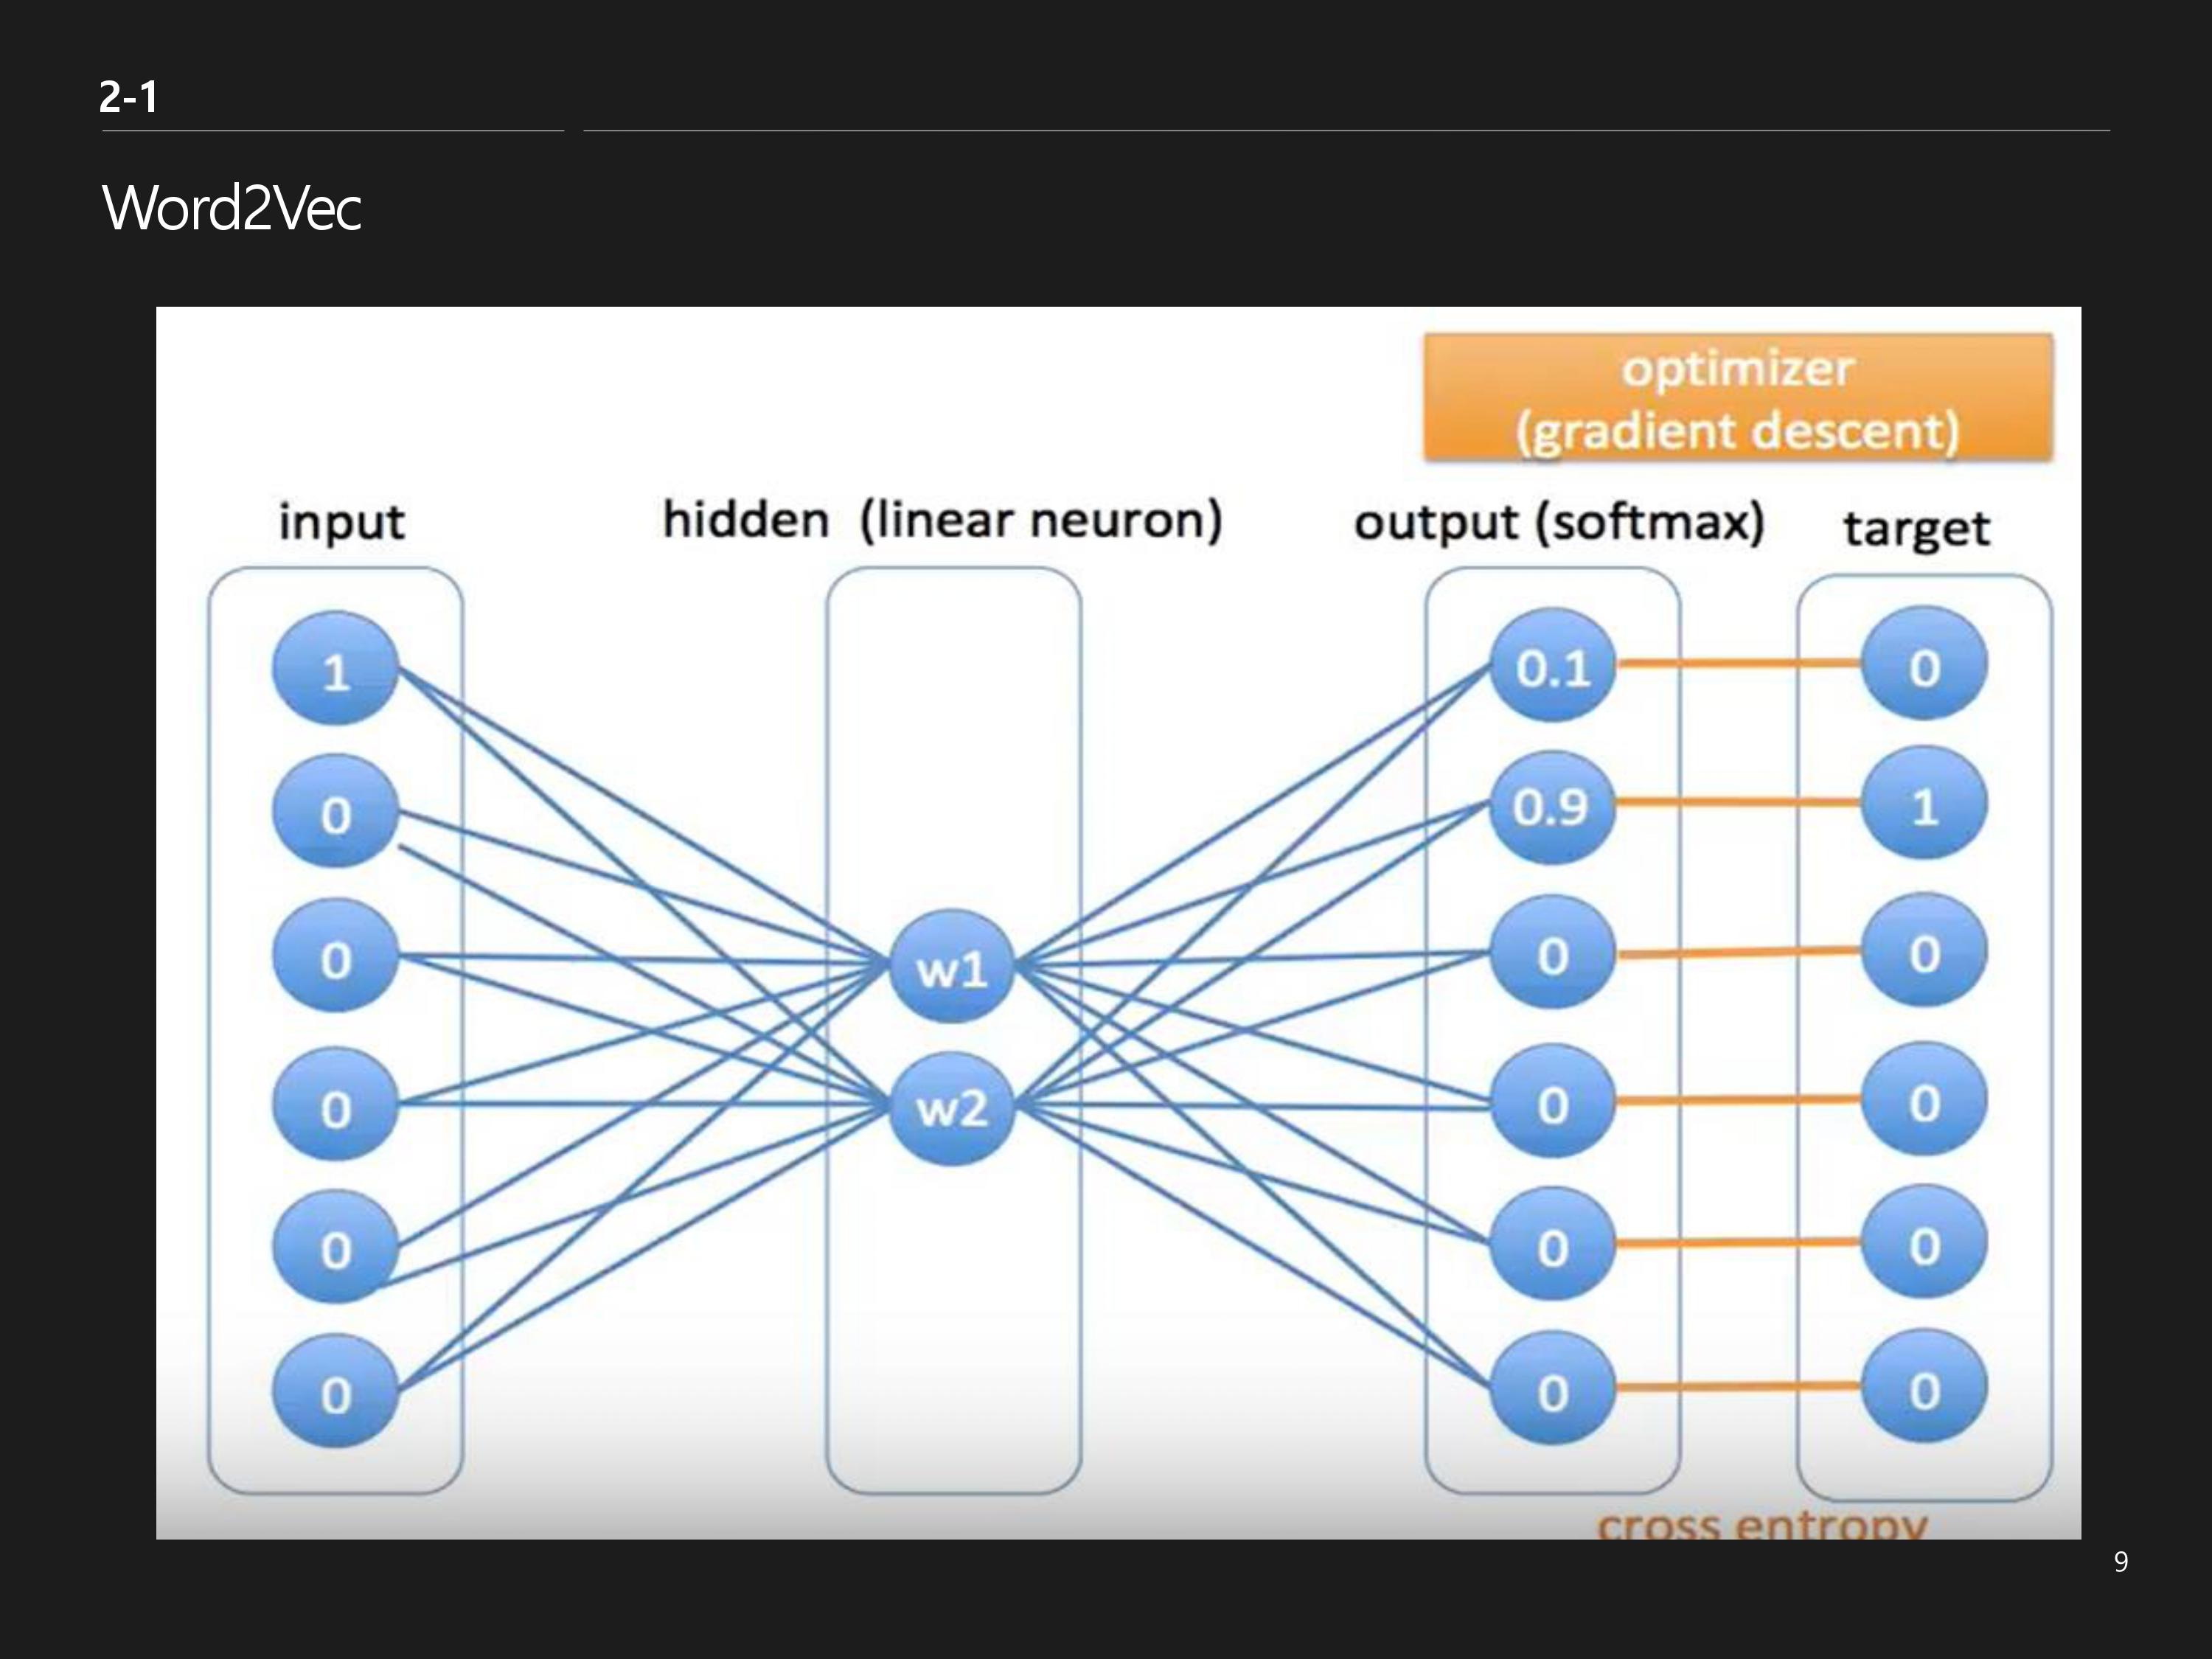 2-1
Word2Vec
optimizer
(gradient descent)
input
hidden (linear neuron)
output (softmax)
target
1
0
0
0
0
0
w1
w2
0.1
0.9
0
0
0
0
0
1
0
0
0
0
cross entropy
9